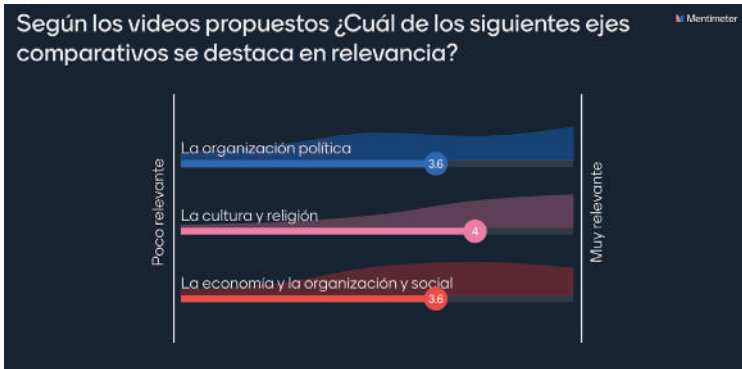 Según los videos propuestos ¿Cuál de los siguientes ejes
comparativos se destaca en relevancia?
Mentimeter
Poco relevante
La organización política
3.6
La cultura y religión
4
La economía y la organización y social
3.6
Muy relevante